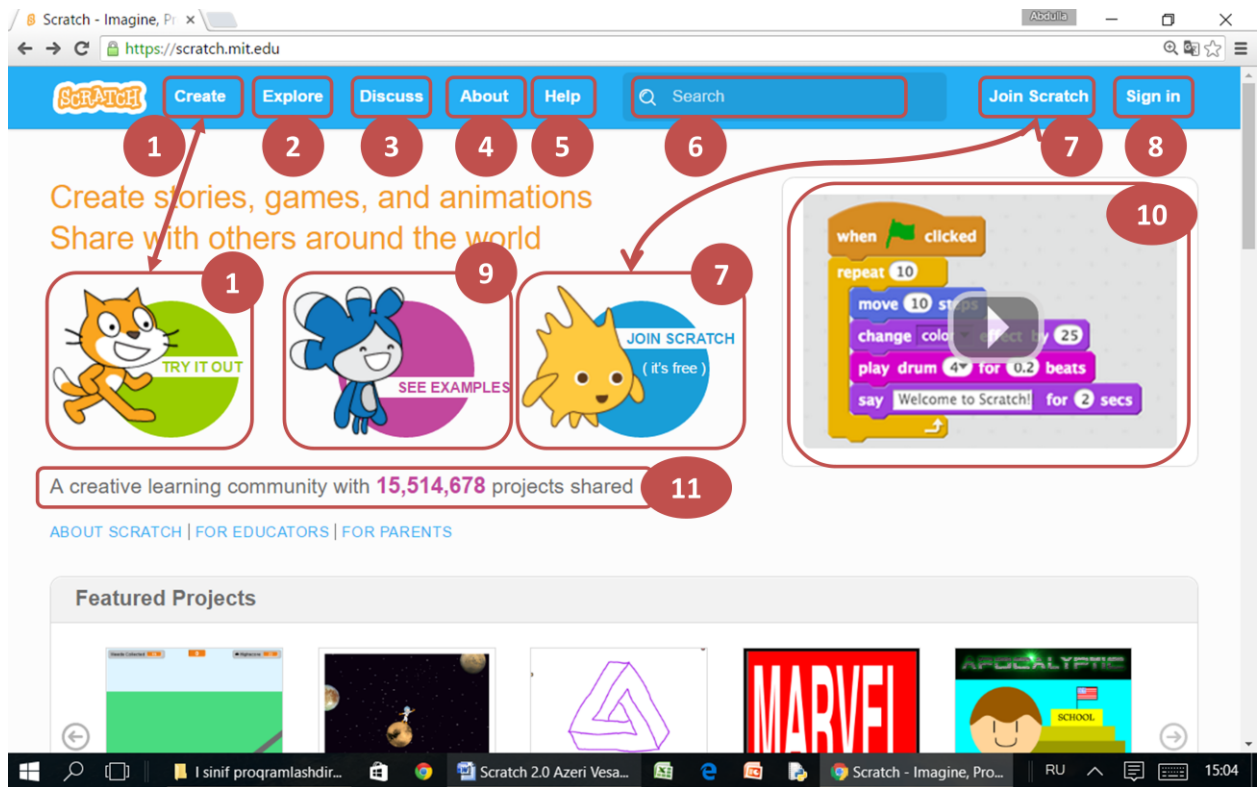 Scratch - Imagine, Pr
Abdulla
https://scratch.mit.edu
SCRATCH Create Explore Discuss About Help Search Join Scratch Sign in
1 2 3 4 5 6 7 8
Create stories, games, and animations
Share with others around the world
1 9 7 10
TRY IT OUT
SEE EXAMPLES
JOIN SCRATCH
( it's free )
when clicked
repeat 10
move 10 steps
change color effect by 25
play drum 4 for 0.2 beats
say Welcome to Scratch! for 2 secs
A creative learning community with 15,514,678 projects shared 11
ABOUT SCRATCH | FOR EDUCATORS | FOR PARENTS
Featured Projects
MARVEL
APOCALYPTIC
SCHOOL
I sinif proqramlashdir... Scratch 2.0 Azeri Vesa... Scratch - Imagine, Pro... RU 15:04